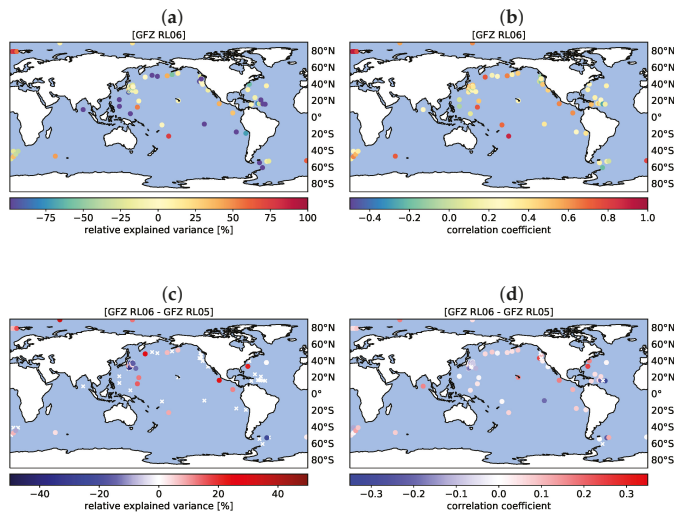 (a)
[GFZ RL06]
80°N
60°N
40°N
20°N
0°
20°S
40°S
60°S
80°S
−75 −50 −25 0 25 50 75 100
relative explained variance [%]
(b)
[GFZ RL06]
80°N
60°N
40°N
20°N
0°
20°S
40°S
60°S
80°S
−0.4 −0.2 0.0 0.2 0.4 0.6 0.8 1.0
correlation coefficient
(c)
[GFZ RL06 - GFZ RL05]
80°N
60°N
40°N
20°N
0°
20°S
40°S
60°S
80°S
−40 −20 0 20 40
relative explained variance [%]
(d)
[GFZ RL06 - GFZ RL05]
80°N
60°N
40°N
20°N
0°
20°S
40°S
60°S
80°S
−0.3 −0.2 −0.1 0.0 0.1 0.2 0.3
correlation coefficient